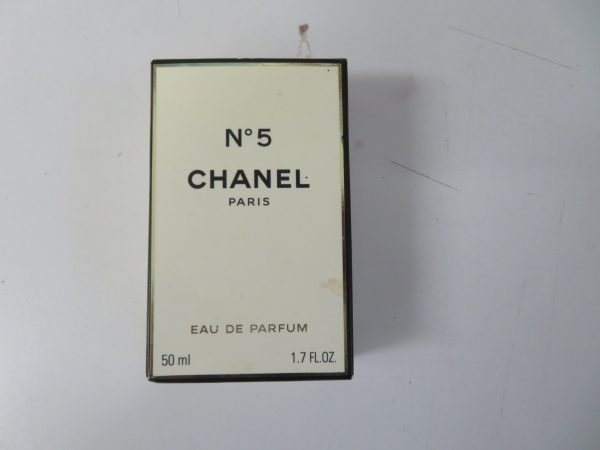 N°5
CHANEL
PARIS
EAU DE PARFUM
50 ml 1.7 FL.OZ.